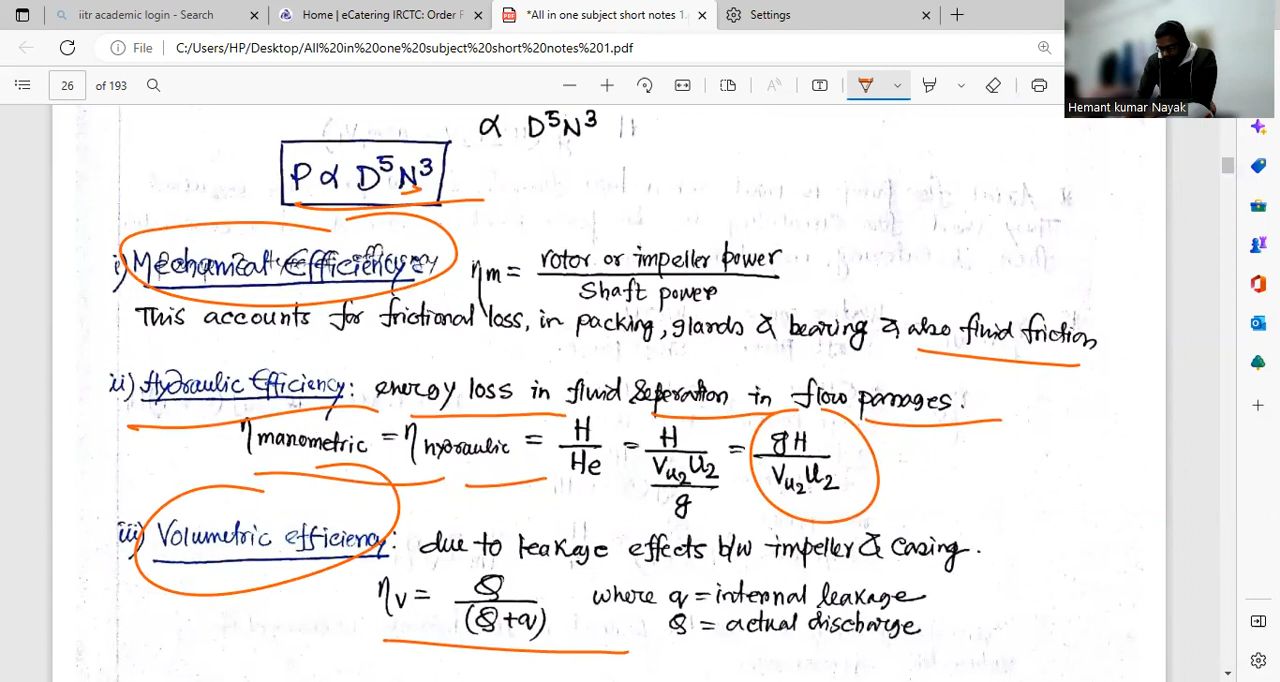 iitr academic login - Search
Home | eCatering IRCTC: Order F
*All in one subject short notes 1.p
Settings
File
C:/Users/HP/Desktop/All%20in%20one%20subject%20short%20notes%201.pdf
26 of 193
Hemant kumar Nayak
α D⁵N³
P α D⁵N³
i) Mechanical Efficiency ηm = rotor or impeller power / Shaft power
This accounts for frictional loss, in packing, glands & bearing & also fluid friction
ii) Hydraulic Efficiency: energy loss in fluid Seperation in flow passages.
η manometric = η hydraulic = H / He = H / (Vu₂U₂ / g) = gH / Vu₂U₂
iii) Volumetric efficiency: due to leakage effects b/w impeller & Casing.
ηv = Q / (Q+q) where q = internal leakage
Q = actual discharge